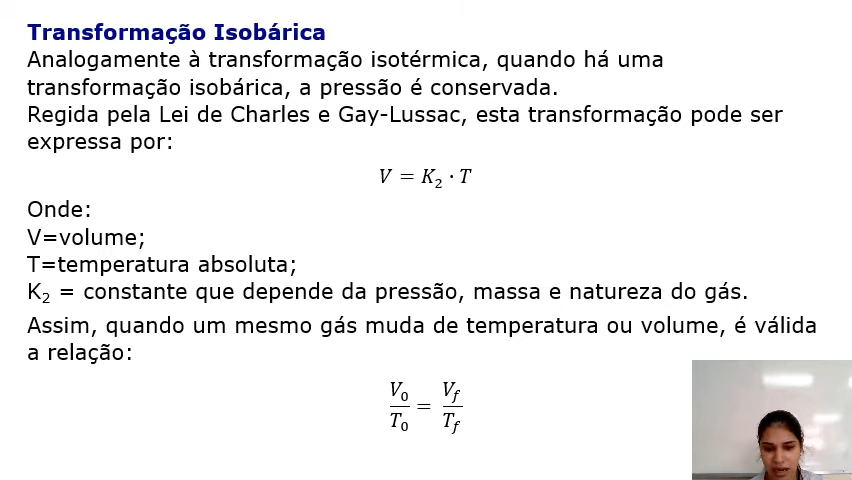 Transformação Isobárica
Analogamente à transformação isotérmica, quando há uma
transformação isobárica, a pressão é conservada.
Regida pela Lei de Charles e Gay-Lussac, esta transformação pode ser
expressa por:
V = K₂ · T
Onde:
V=volume;
T=temperatura absoluta;
K₂ = constante que depende da pressão, massa e natureza do gás.
Assim, quando um mesmo gás muda de temperatura ou volume, é válida
a relação:
V₀/T₀ = V_f/T_f